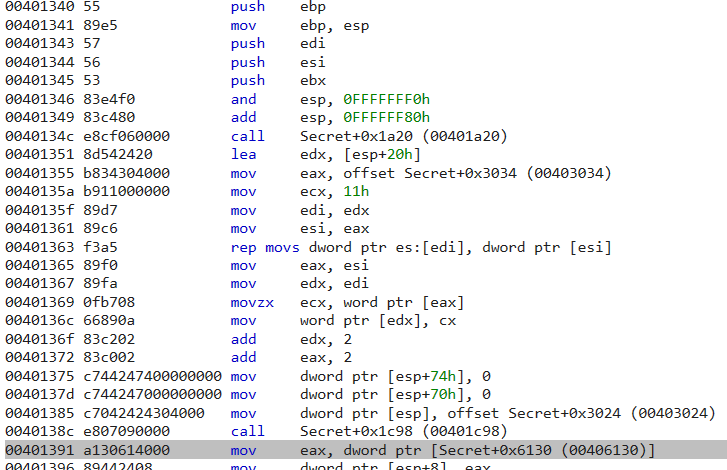 00401340 55 push ebp
00401341 89e5 mov ebp, esp
00401343 57 push edi
00401344 56 push esi
00401345 53 push ebx
00401346 83e4f0 and esp, 0FFFFFFF0h
00401349 83c480 add esp, 0FFFFFF80h
0040134c e8cf060000 call Secret+0x1a20 (00401a20)
00401351 8d542420 lea edx, [esp+20h]
00401355 b834304000 mov eax, offset Secret+0x3034 (00403034)
0040135a b911000000 mov ecx, 11h
0040135f 89d7 mov edi, edx
00401361 89c6 mov esi, eax
00401363 f3a5 rep movs dword ptr es:[edi], dword ptr [esi]
00401365 89f0 mov eax, esi
00401367 89fa mov edx, edi
00401369 0fb708 movzx ecx, word ptr [eax]
0040136c 66890a mov word ptr [edx], cx
0040136f 83c202 add edx, 2
00401372 83c002 add eax, 2
00401375 c744247400000000 mov dword ptr [esp+74h], 0
0040137d c744247000000000 mov dword ptr [esp+70h], 0
00401385 c7042424304000 mov dword ptr [esp], offset Secret+0x3024 (00403024)
0040138c e807090000 call Secret+0x1c98 (00401c98)
00401391 a130614000 mov eax, dword ptr [Secret+0x6130 (00406130)]
00401396 89442408 mov dword ptr [esp+8], eax